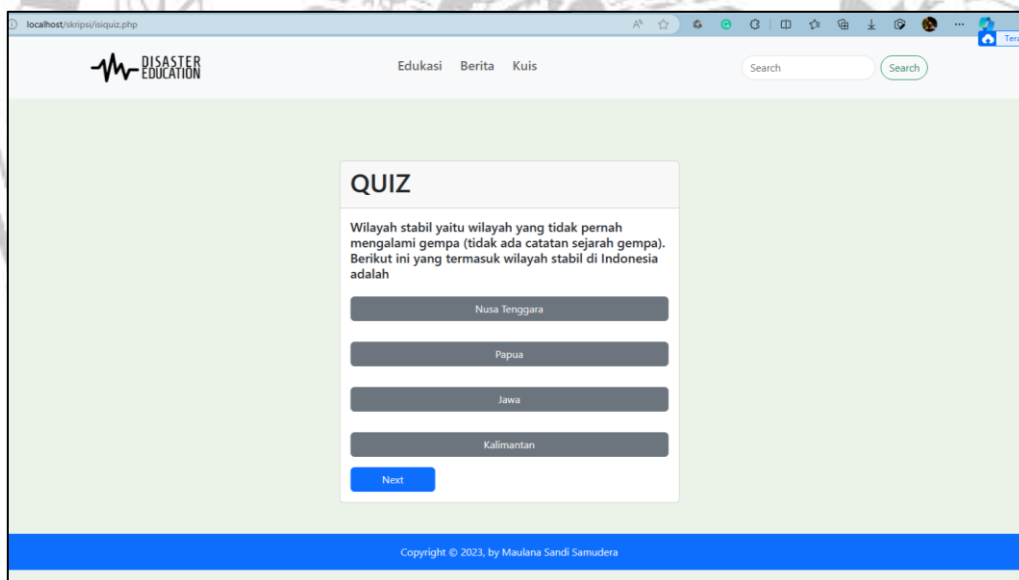 localhost/skripsi/isiquiz.php
Tera
DISASTER
EDUCATION
Edukasi Berita Kuis
Search
Search
QUIZ
Wilayah stabil yaitu wilayah yang tidak pernah
mengalami gempa (tidak ada catatan sejarah gempa).
Berikut ini yang termasuk wilayah stabil di Indonesia
adalah
Nusa Tenggara
Papua
Jawa
Kalimantan
Next
Copyright © 2023, by Maulana Sandi Samudera